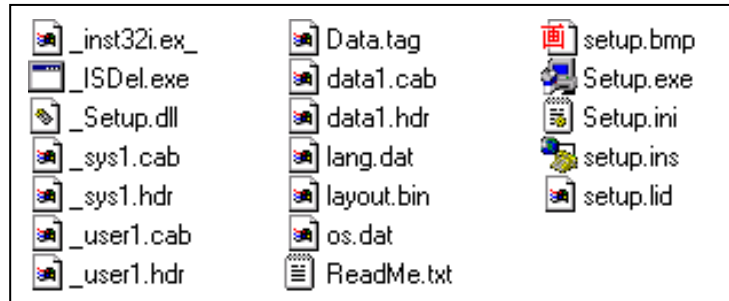 _inst32i.ex_
_ISDel.exe
_Setup.dll
_sys1.cab
_sys1.hdr
_user1.cab
_user1.hdr
Data.tag
data1.cab
data1.hdr
lang.dat
layout.bin
os.dat
ReadMe.txt
画 setup.bmp
Setup.exe
Setup.ini
setup.ins
setup.lid